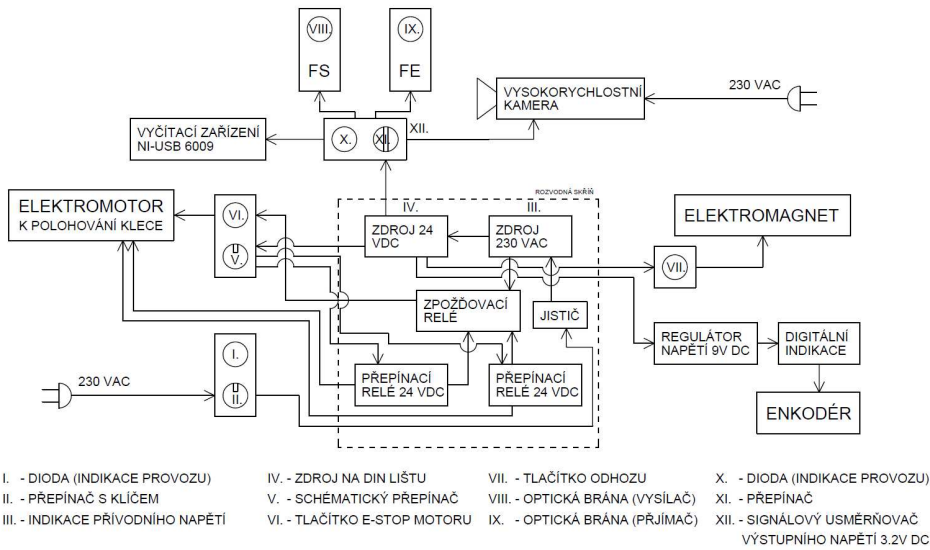 VIII.
IX.
FS
FE
VYSOKORYCHLOSTNÍ
KAMERA
230 VAC
VYČÍTACÍ ZAŘÍZENÍ
NI-USB 6009
X.
XI.
XII.
ROZVODNÁ SKŘÍŇ
ELEKTROMOTOR
K POLOHOVÁNÍ KLECE
VI.
V.
IV.
ZDROJ 24
VDC
III.
ZDROJ
230 VAC
ELEKTROMAGNET
VII.
ZPOŽĎOVACÍ
RELÉ
JISTIČ
REGULÁTOR
NAPĚTÍ 9V DC
DIGITÁLNÍ
INDIKACE
I.
II.
230 VAC
PŘEPÍNACÍ
RELÉ 24 VDC
PŘEPÍNACÍ
RELÉ 24 VDC
ENKODÉR
I. - DIODA (INDIKACE PROVOZU)
II. - PŘEPÍNAČ S KLÍČEM
III. - INDIKACE PŘÍVODNÍHO NAPĚTÍ
IV. - ZDROJ NA DIN LIŠTU
V. - SCHÉMATICKÝ PŘEPÍNAČ
VI. - TLAČÍTKO E-STOP MOTORU
VII. - TLAČÍTKO ODHOZU
VIII. - OPTICKÁ BRÁNA (VYSÍLAČ)
IX. - OPTICKÁ BRÁNA (PŘJÍMAČ)
X. - DIODA (INDIKACE PROVOZU)
XI. - PŘEPÍNAČ
XII. - SIGNÁLOVÝ USMĚRŇOVAČ
VÝSTUPNÍHO NAPĚTÍ 3.2V DC